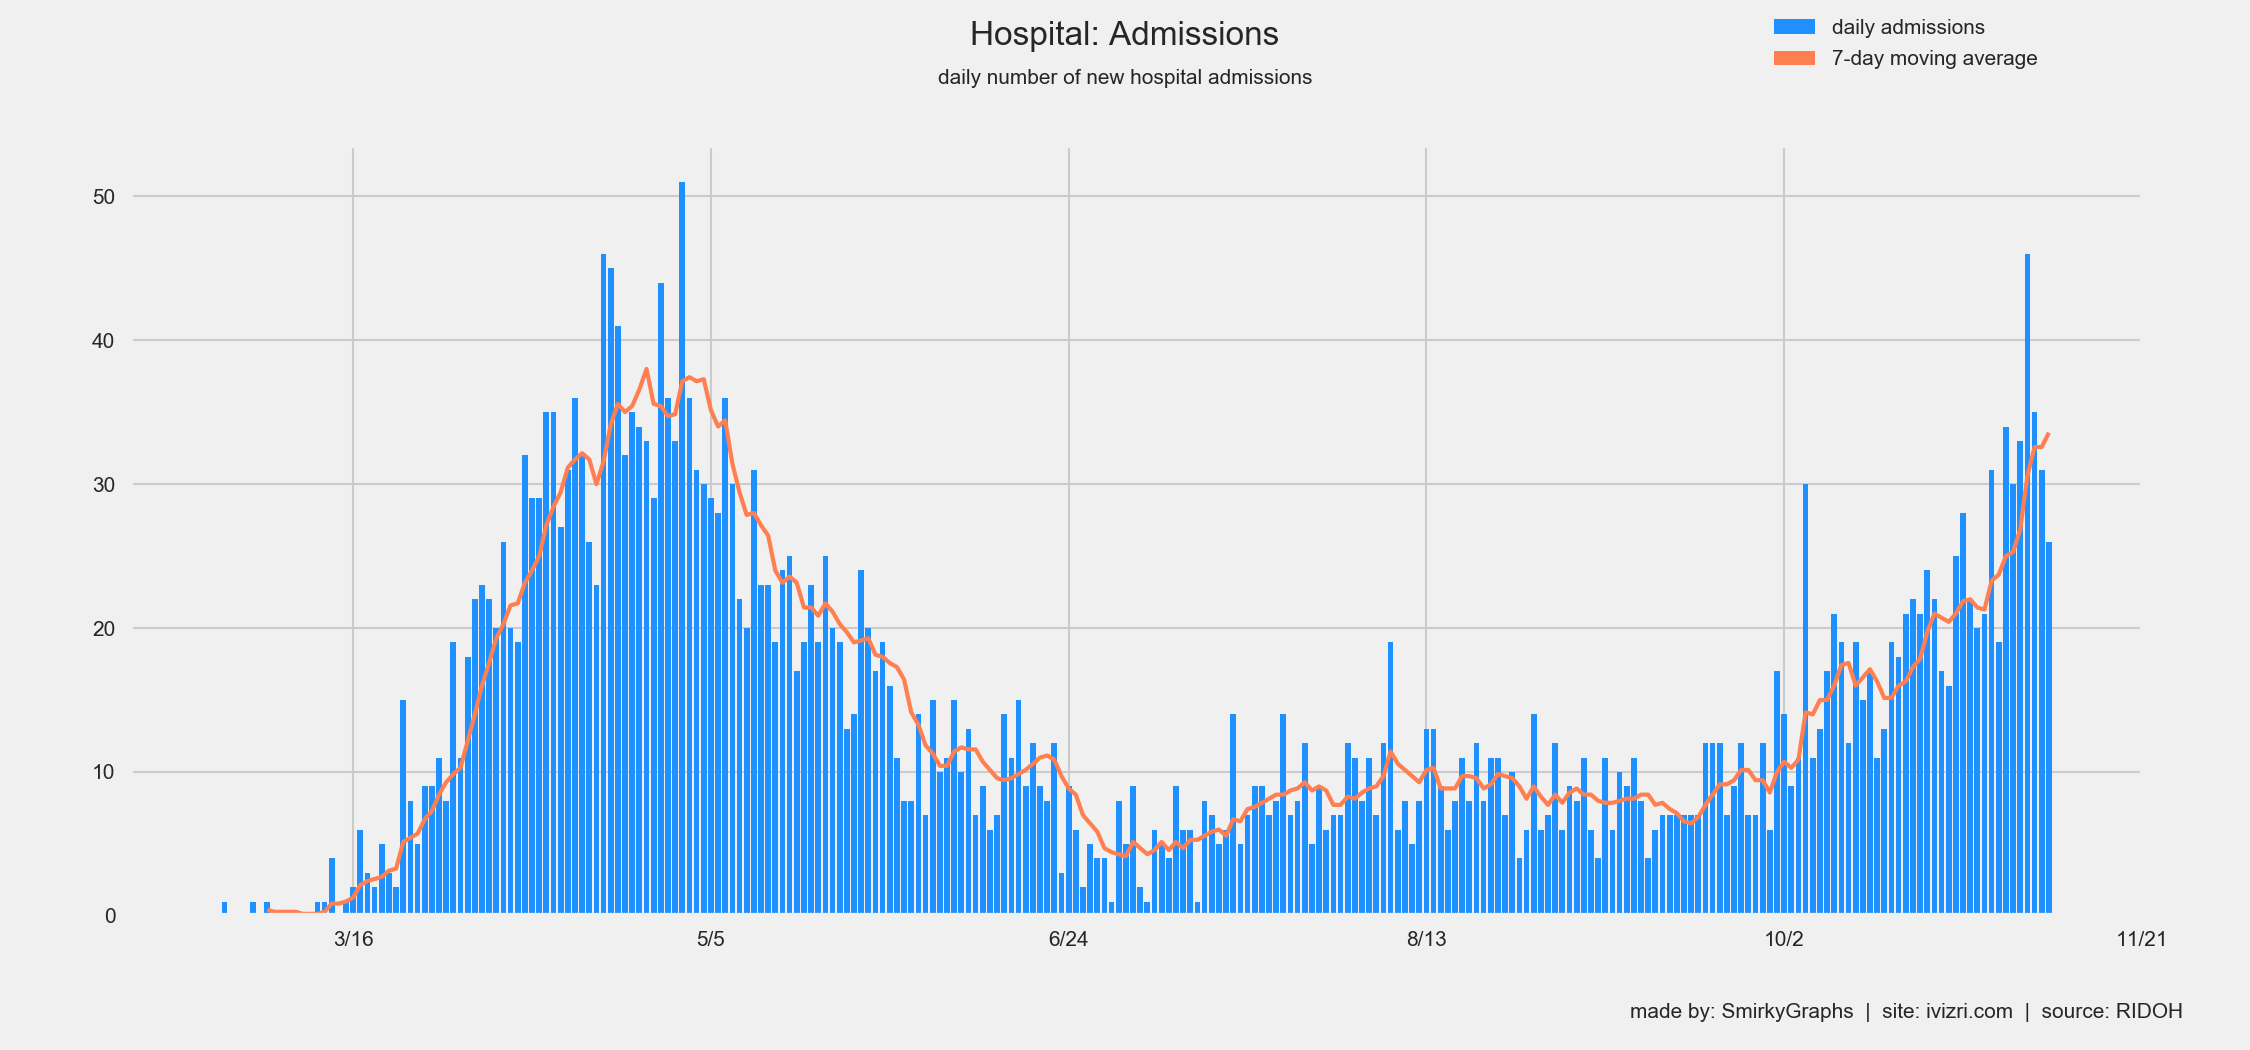 Hospital: Admissions
daily number of new hospital admissions
daily admissions
7-day moving average
50
40
30
20
10
0
3/16 5/5 6/24 8/13 10/2 11/21
made by: SmirkyGraphs | site: ivizri.com | source: RIDOH